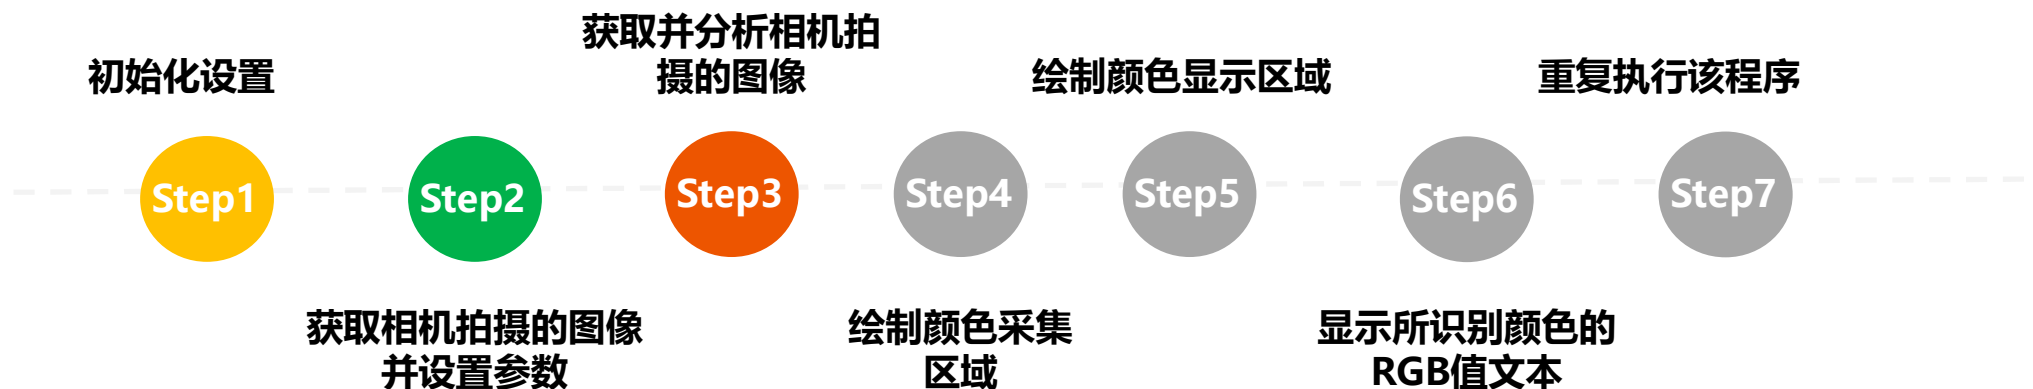 获取并分析相机拍
摄的图像
初始化设置
绘制颜色显示区域
重复执行该程序
Step1
Step2
Step3
Step4
Step5
Step6
Step7
获取相机拍摄的图像
并设置参数
绘制颜色采集
区域
显示所识别颜色的
RGB值文本